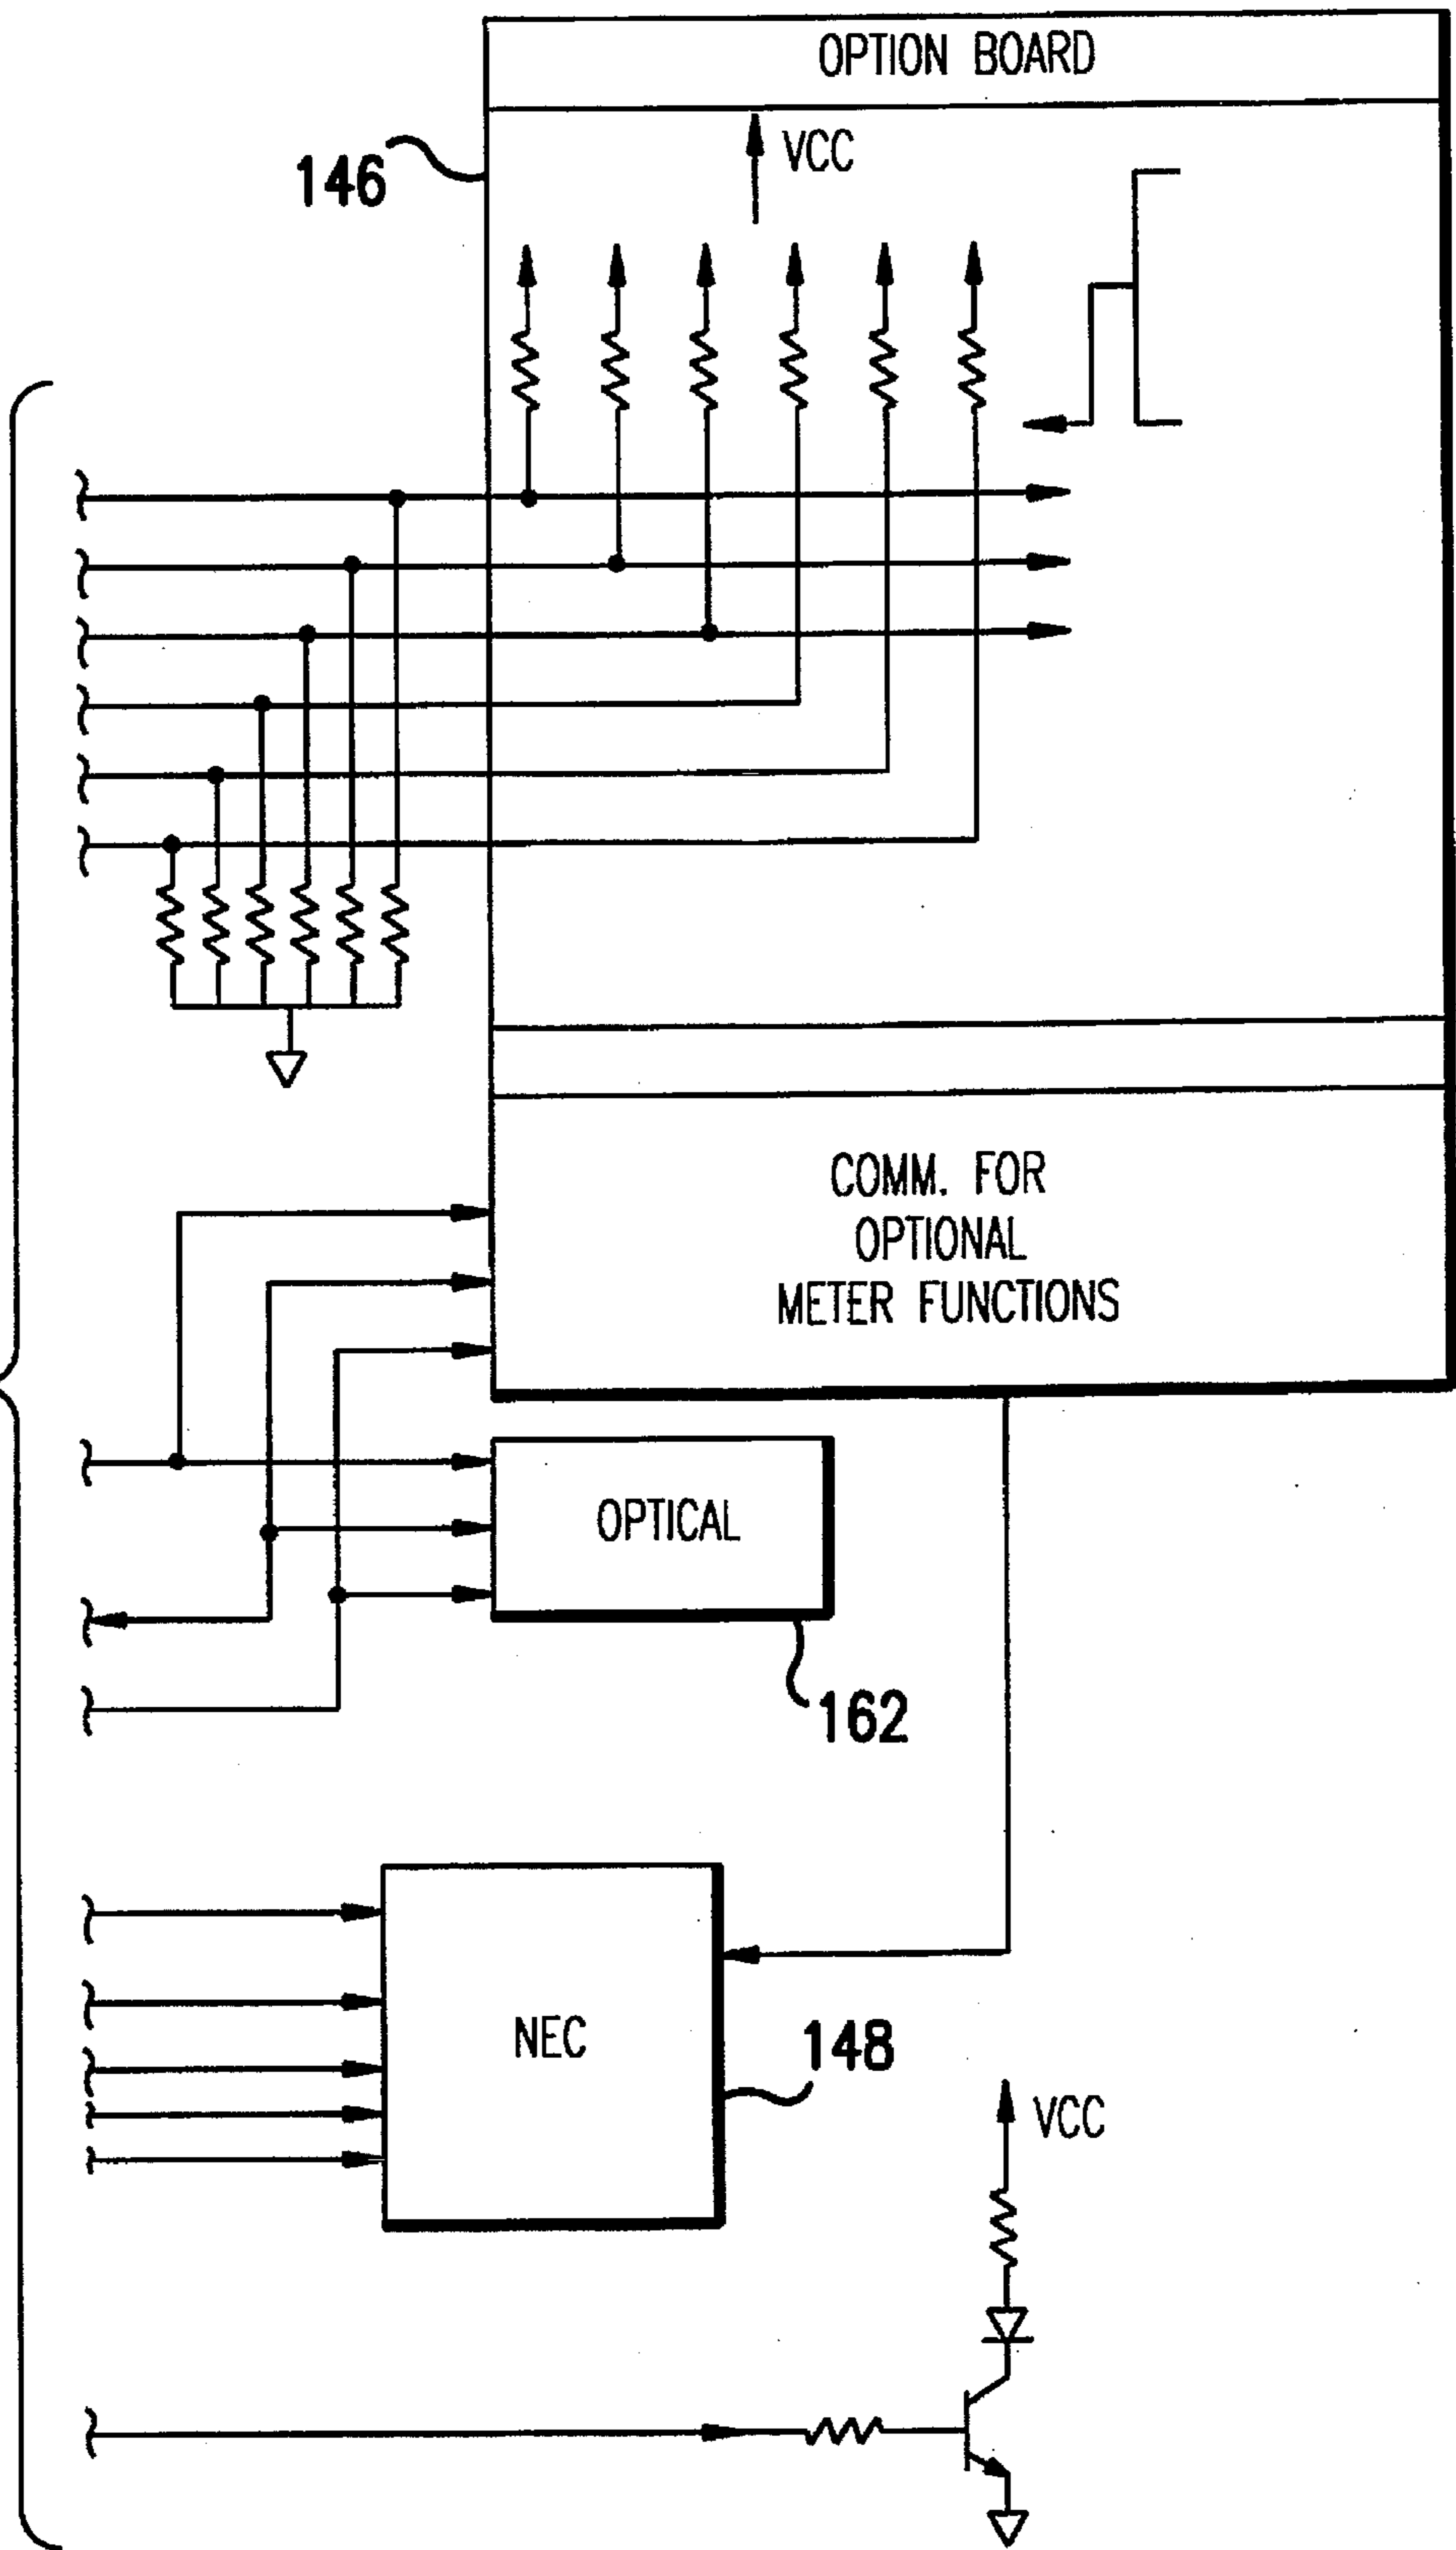 OPTION BOARD
146
VCC
COMM. FOR
OPTIONAL
METER FUNCTIONS
OPTICAL
162
NEC
148
VCC